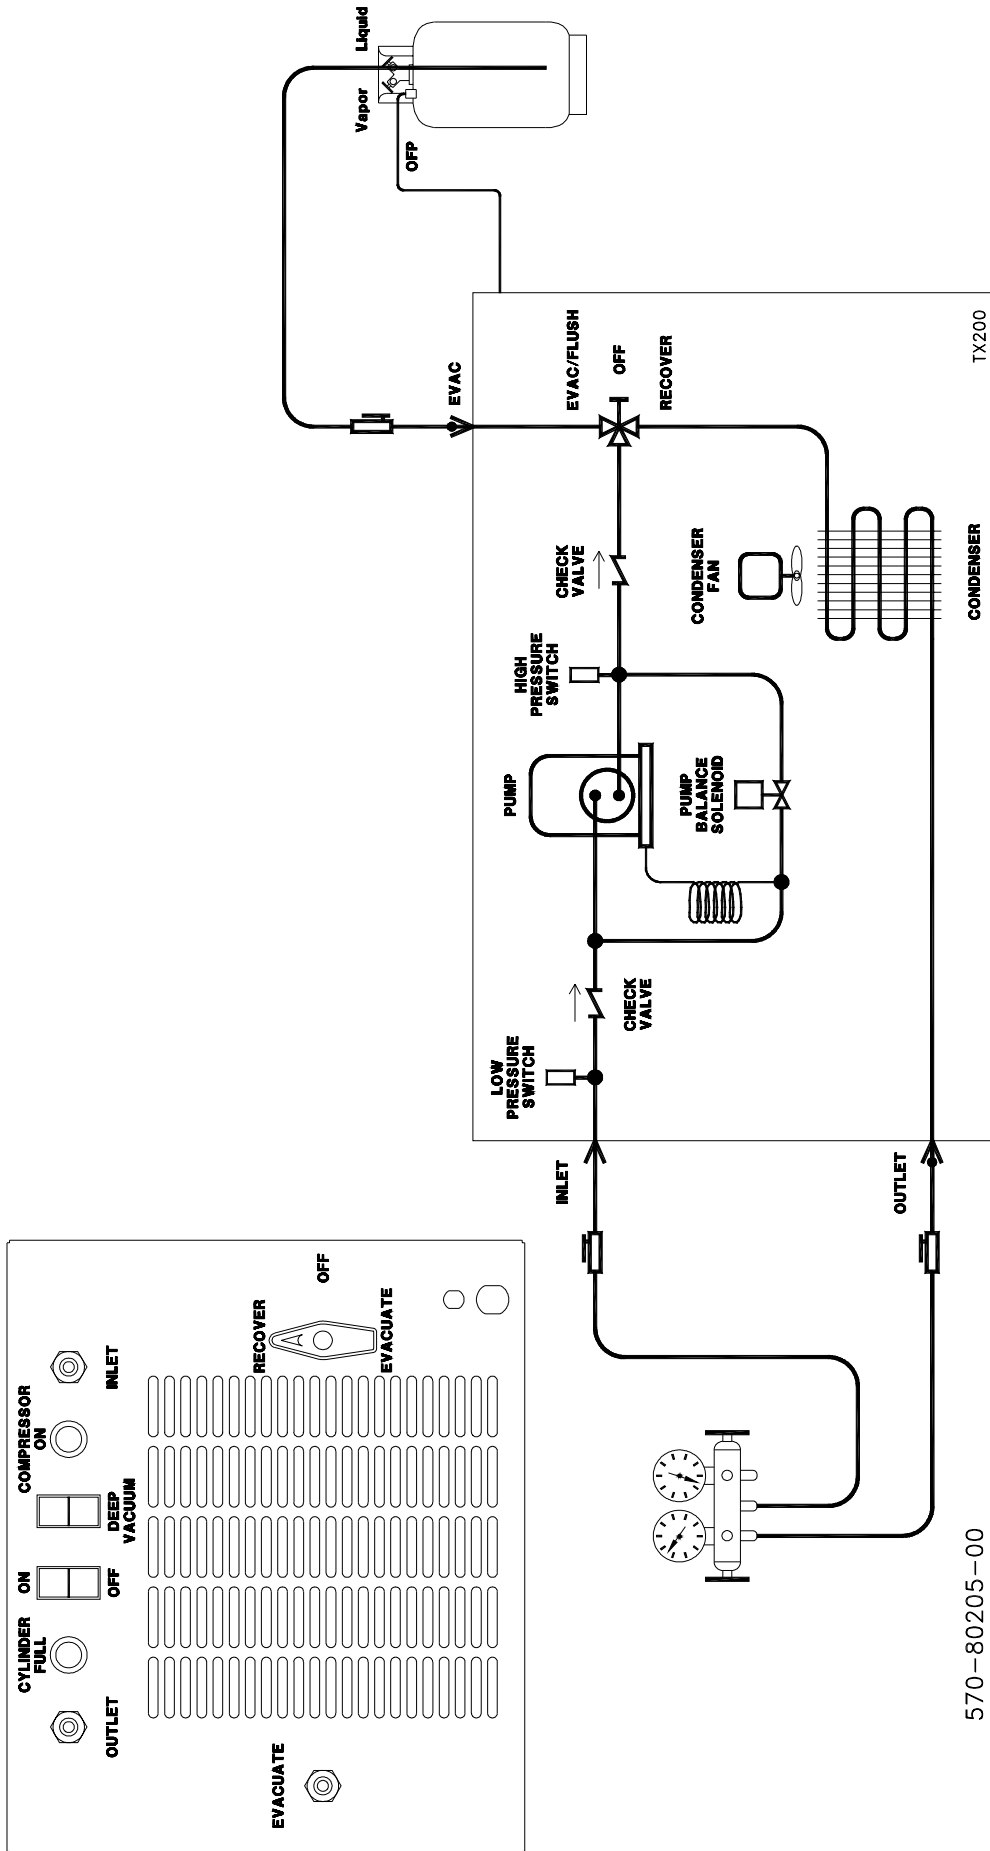 Liquid
Vapor
OFP
TX200
EVAC
EVAC/FLUSH
OFF
RECOVER
CHECK
VALVE
CONDENSER
FAN
CONDENSER
HIGH
PRESSURE
SWITCH
PUMP
PUMP
BALANCE
SOLENOID
CHECK
VALVE
LOW
PRESSURE
SWITCH
INLET
OUTLET
OUTLET
CYLINDER
FULL
ON
OFF
DEEP
VACUUM
COMPRESSOR
ON
INLET
EVACUATE
RECOVER
OFF
EVACUATE
570-80205-00